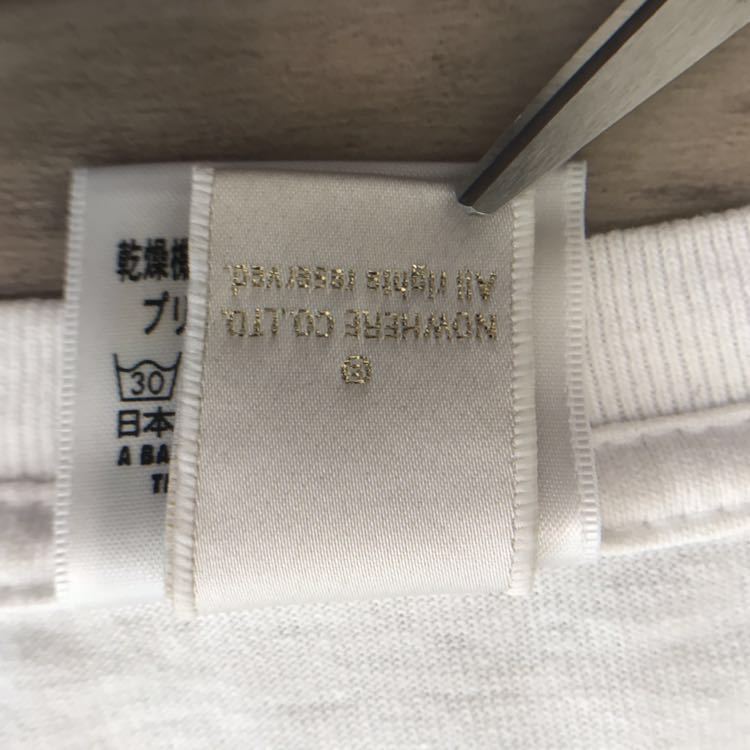 乾燥機
プリ
30
日本
A BA
T
NOWHERE CO.,LTD.
All rights reserved.